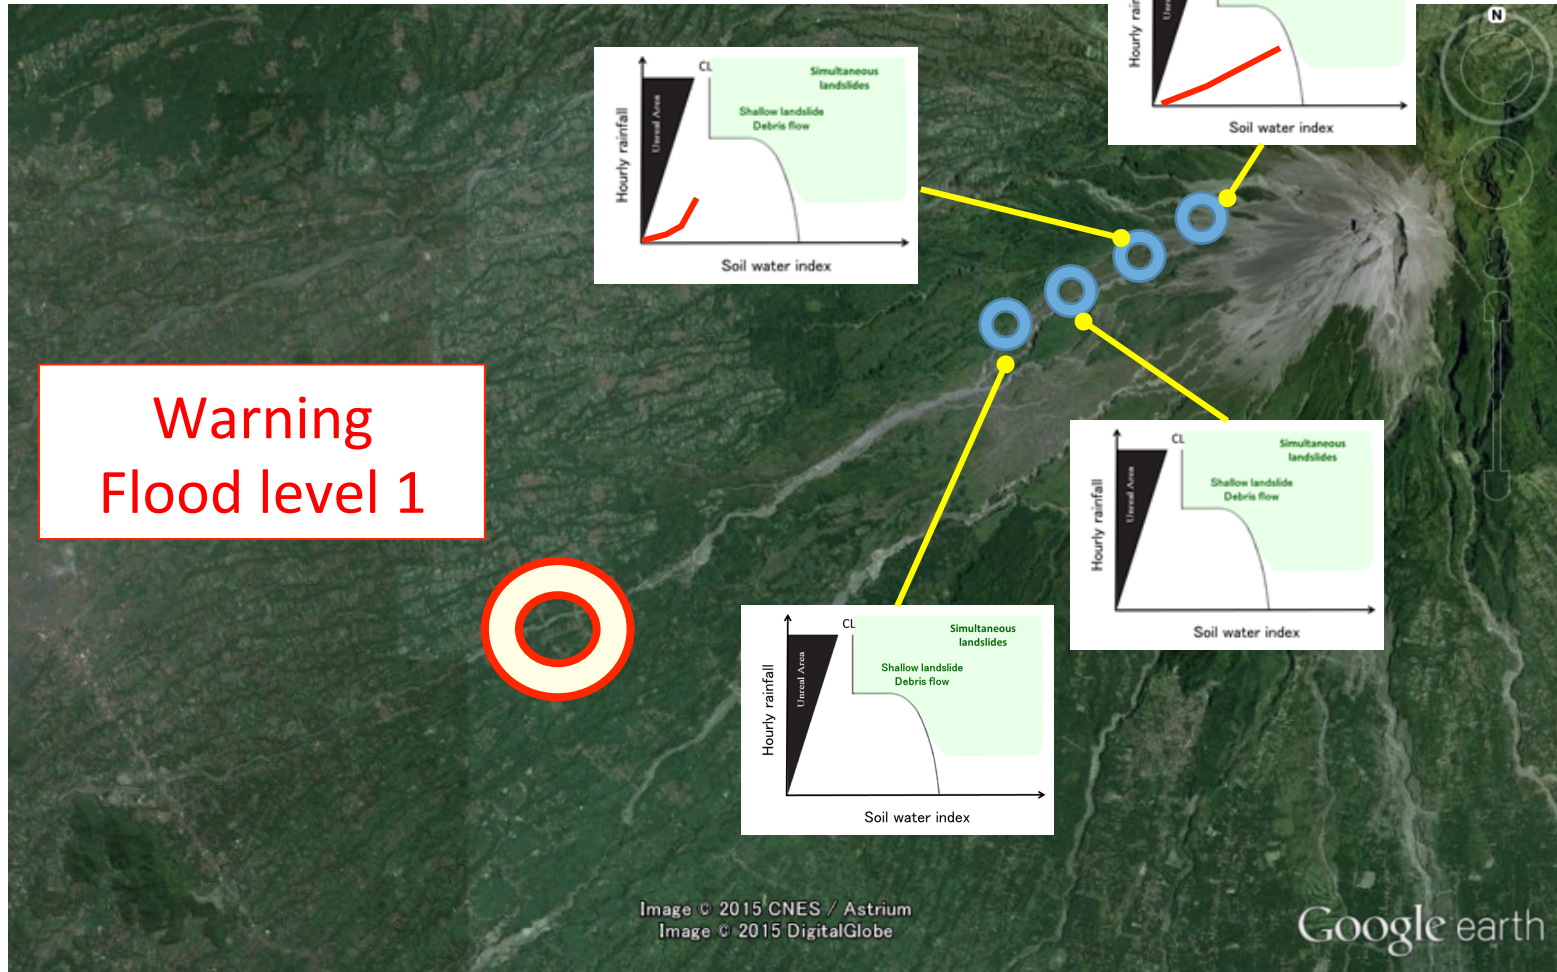 Hourly rain
Unre
Soil water index
N
CL
Simultaneous
landslides
Shallow landslide
Debris flow
Unreal Area
Hourly rainfall
Soil water index
Warning
Flood level 1
CL
Simultaneous
landslides
Shallow landslide
Debris flow
Unreal Area
Hourly rainfall
Soil water index
CL
Simultaneous
landslides
Shallow landslide
Debris flow
Unreal Area
Hourly rainfall
Soil water index
Image © 2015 CNES / Astrium
Image © 2015 DigitalGlobe
Google earth